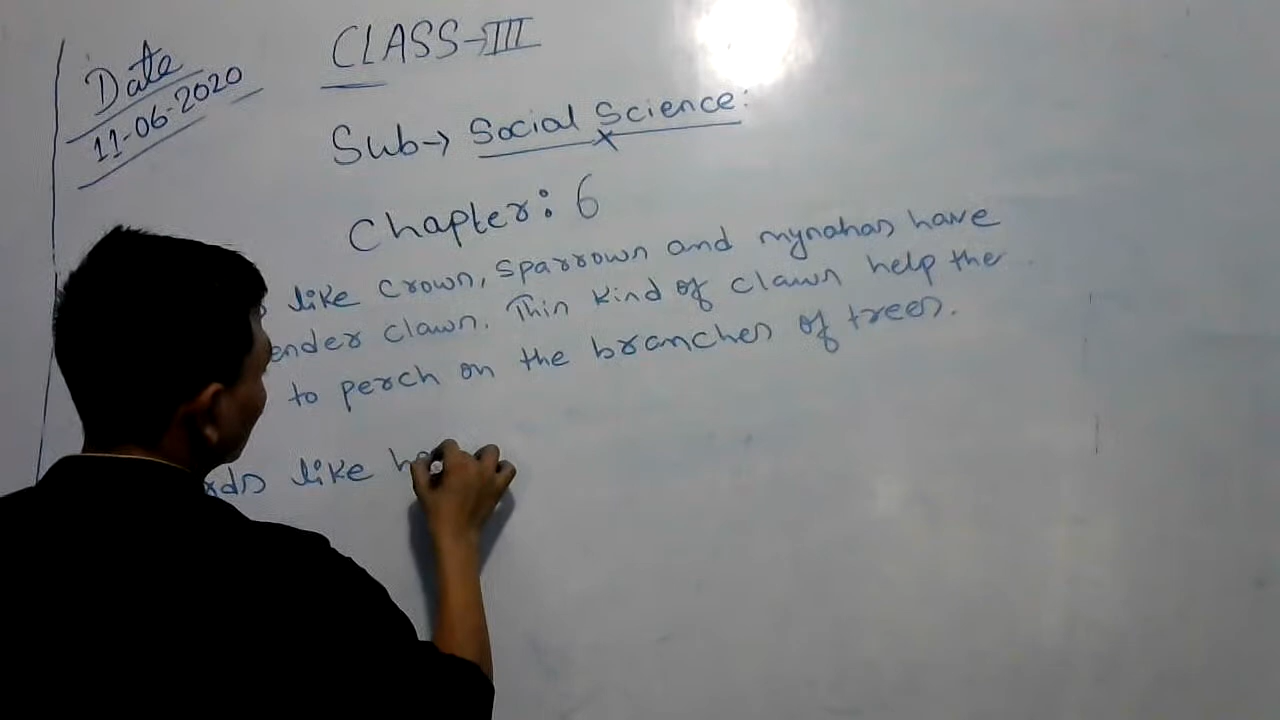 Date
11-06-2020
CLASS-III
Sub→ Social Science:
Chapter: 6
like crows, sparrows and mynahas have
ender claws. This kind of claws help the
to perch on the branches of trees.
rds like h